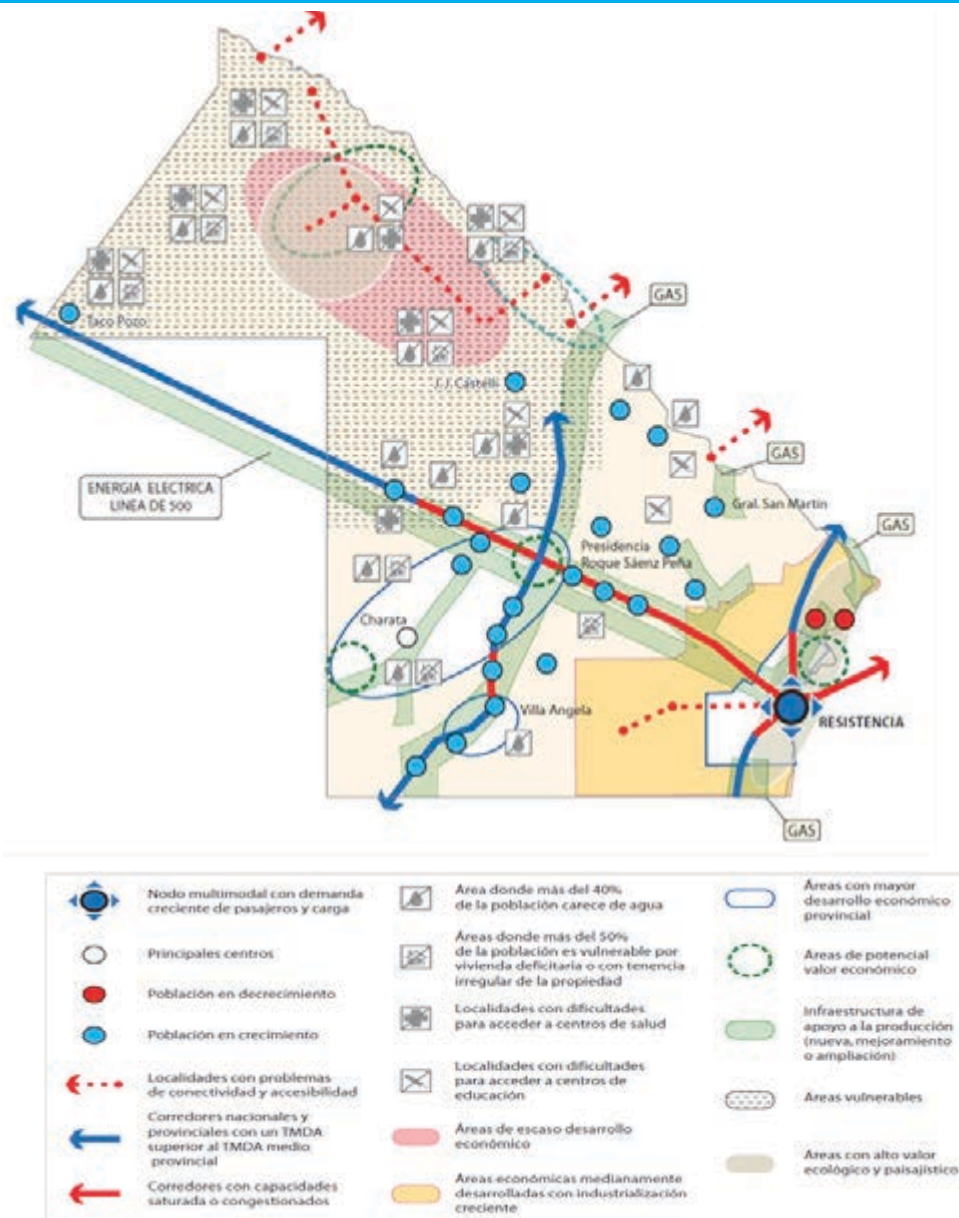 GAS
Taco Pozo
J. J. Castelli
GAS
ENERGIA ELECTRICA
LINEA DE 500
Gral. San Martin
GAS
Presidencia
Roque Sáenz Peña
Charata
Villa Angela
RESISTENCIA
GAS
Nodo multimodal con demanda
creciente de pasajeros y carga
Principales centros
Población en decrecimiento
Población en crecimiento
Localidades con problemas
de conectividad y accesibilidad
Corredores nacionales y
provinciales con un TMDA
superior al TMDA medio
provincial
Corredores con capacidades
saturada o congestionados
Área donde más del 40%
de la población carece de agua
Áreas donde más del 50%
de la población es vulnerable por
vivienda deficitaria o con tenencia
irregular de la propiedad
Localidades con dificultades
para acceder a centros de salud
Localidades con dificultades
para acceder a centros de
educación
Áreas de escaso desarrollo
económico
Áreas económicas medianamente
desarrolladas con industrialización
creciente
Áreas con mayor
desarrollo económico
provincial
Áreas de potencial
valor económico
Infraestructura de
apoyo a la producción
(nueva, mejoramiento
o ampliación)
Áreas vulnerables
Áreas con alto valor
ecológico y paisajístico